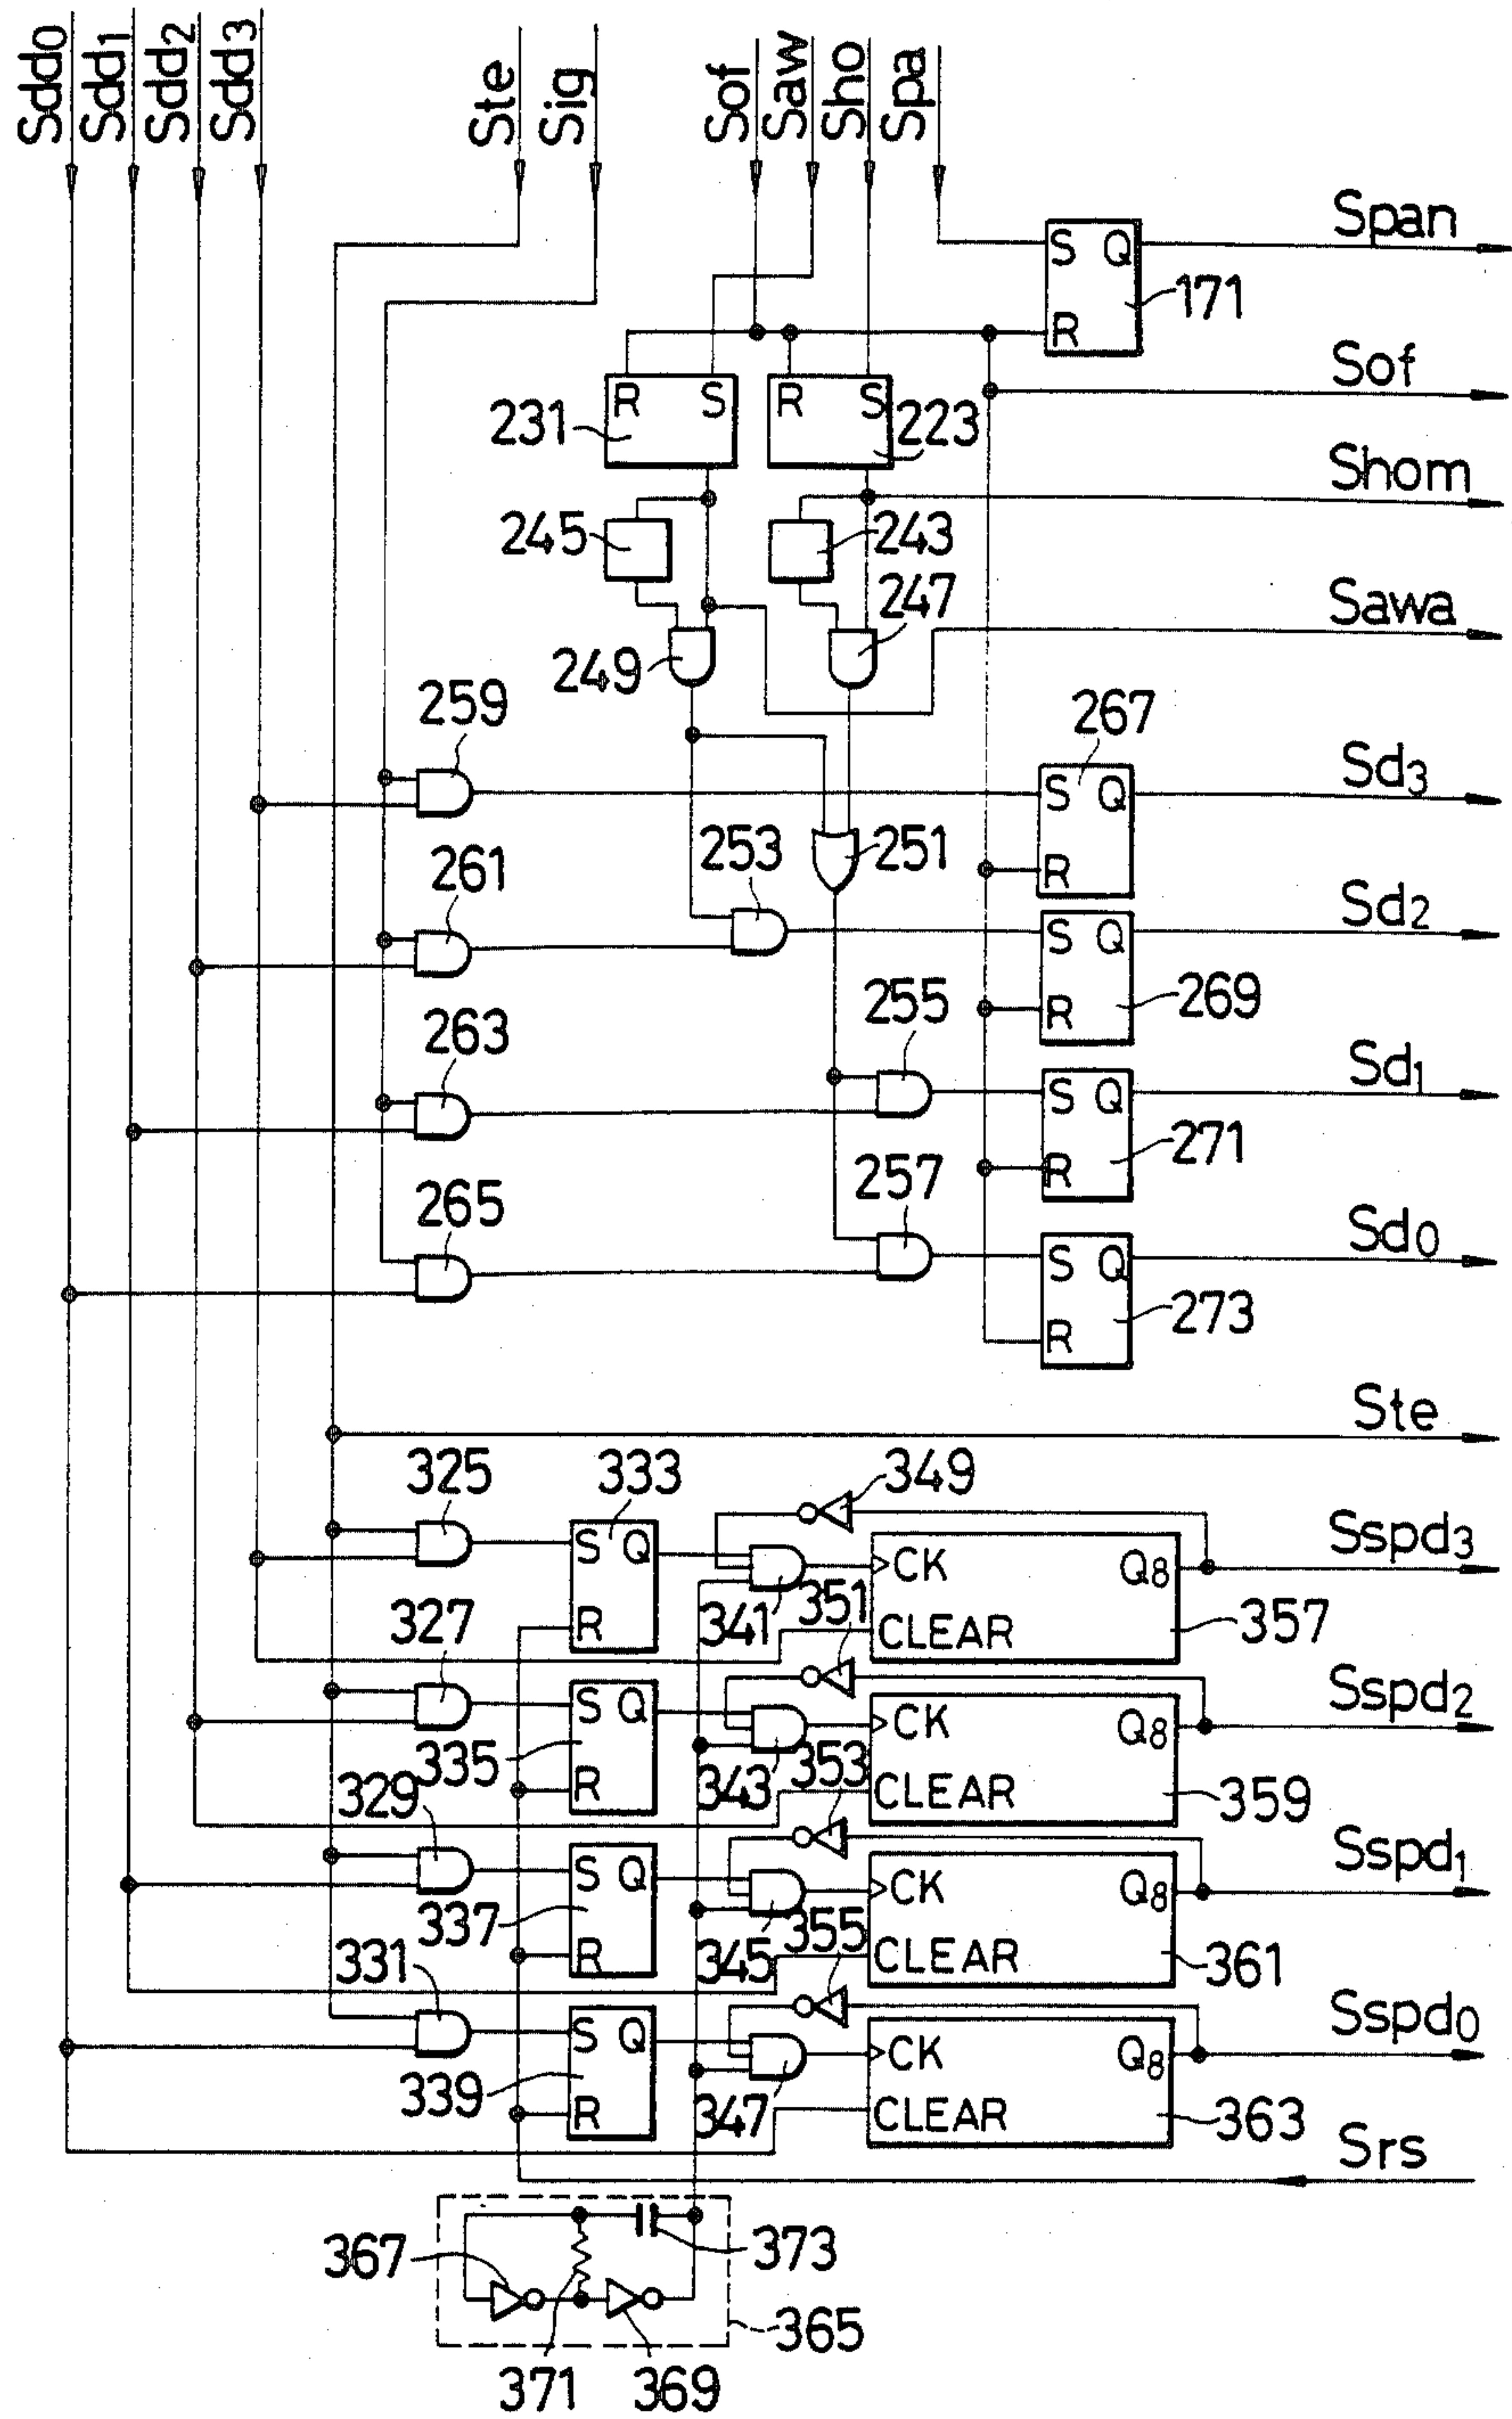 Sdd0
Sdd1
Sdd2
Sdd3
Ste
Sig
Sof
Saw
Sho
Spa
Span
S Q
171
R
Sof
R S
R S
231
223
Shom
245
243
247
Sawa
249
259
267
Sd3
S Q
253
251
R
261
Sd2
S Q
255
269
R
263
Sd1
S Q
257
271
R
265
Sd0
S Q
273
R
Ste
325
333
349
Sspd3
S Q
CK
Q8
351
341
357
R
CLEAR
327
Sspd2
S Q
CK
Q8
335
343
353
359
R
CLEAR
329
Sspd1
S Q
CK
Q8
337
345
355
361
R
CLEAR
331
Sspd0
S Q
CK
Q8
339
347
363
R
CLEAR
Srs
367
373
365
371
369